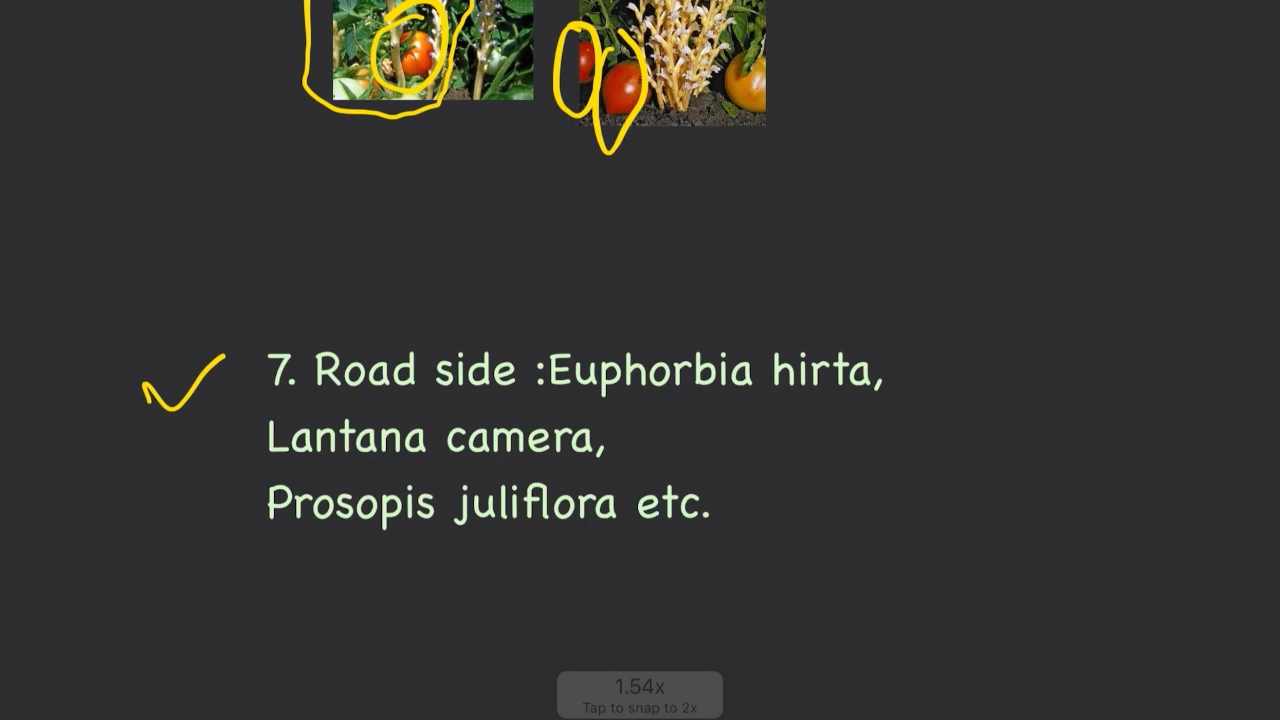 7. Road side :Euphorbia hirta,
Lantana camera,
Prosopis juliflora etc.
1.54x
Tap to snap to 2x